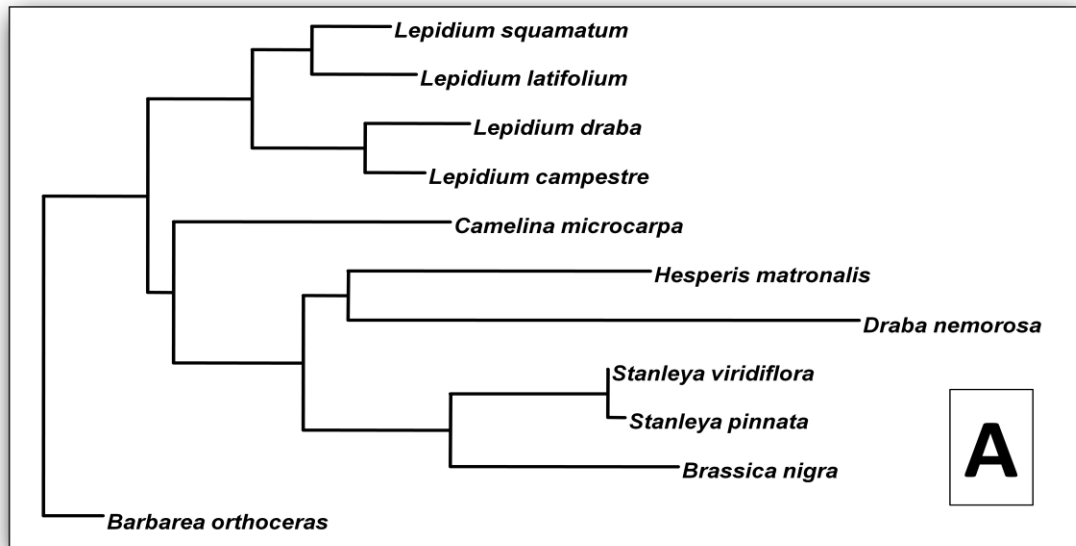 Lepidium squamatum
Lepidium latifolium
Lepidium draba
Lepidium campestre
Camelina microcarpa
Hesperis matronalis
Draba nemorosa
Stanleya viridiflora
Stanleya pinnata
Brassica nigra
Barbarea orthoceras
A